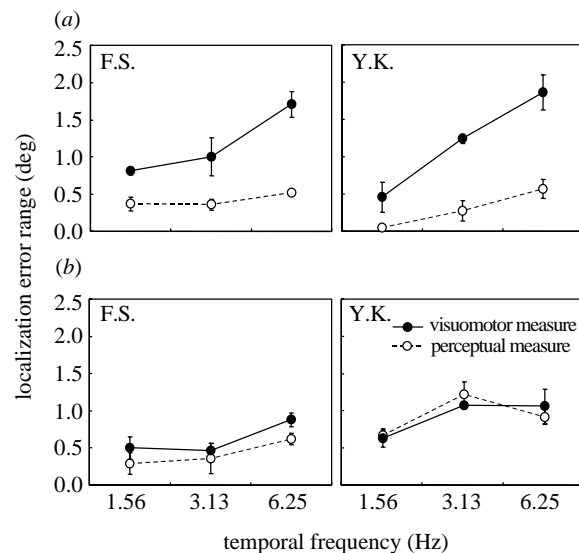 (a)
F.S.
Y.K.
2.5
2.0
1.5
1.0
0.5
0.0
localization error range (deg)
(b)
F.S.
Y.K.
visuomotor measure
perceptual measure
2.5
2.0
1.5
1.0
0.5
0.0
1.56 3.13 6.25 1.56 3.13 6.25
temporal frequency (Hz)